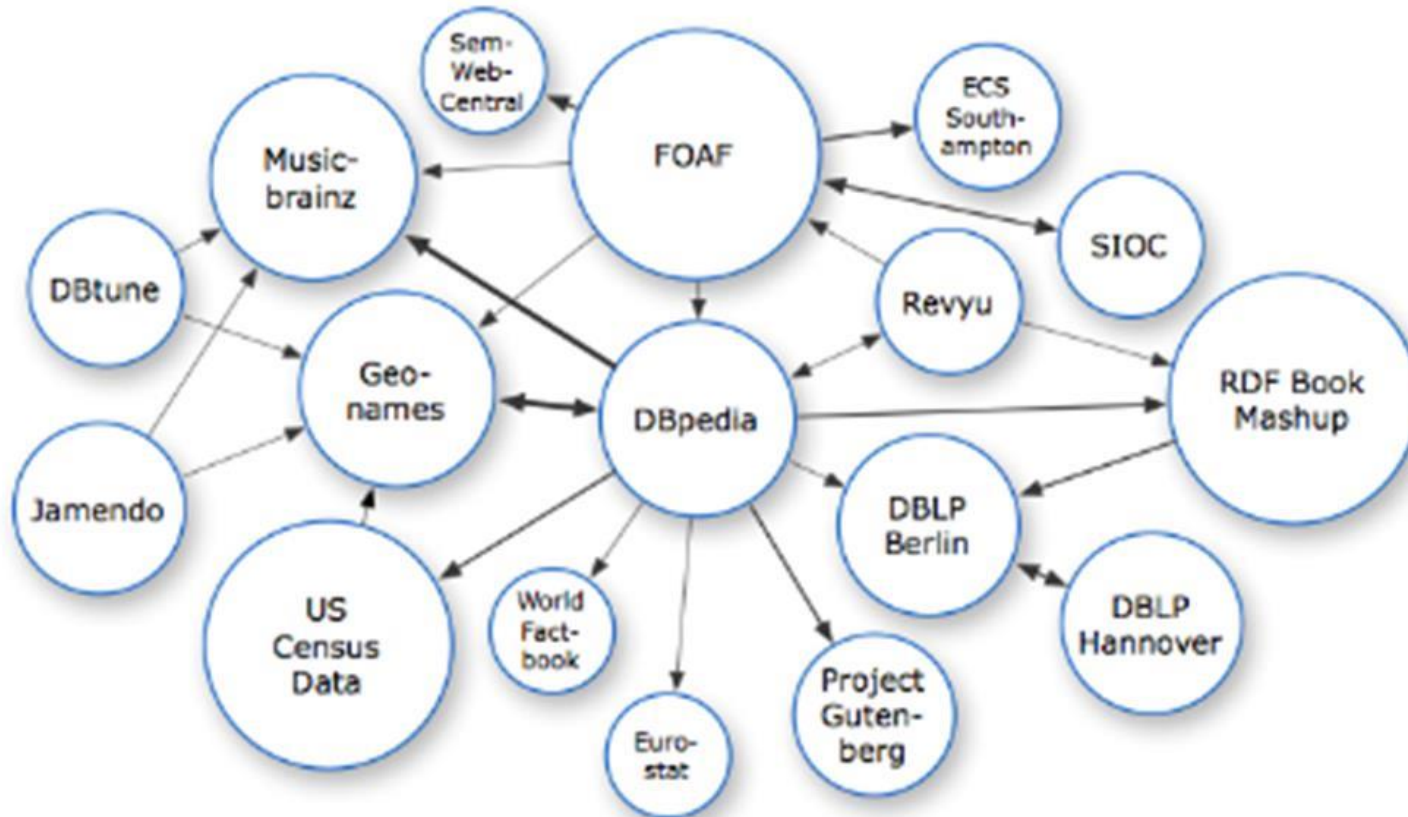 Sem-
Web-
Central
FOAF
ECS
South-
ampton
Music-
brainz
SIOC
DBtune
Revyu
Geo-
names
RDF Book
Mashup
DBpedia
Jamendo
DBLP
Berlin
US
Census
Data
World
Fact-
book
DBLP
Hannover
Project
Guten-
berg
Euro-
stat